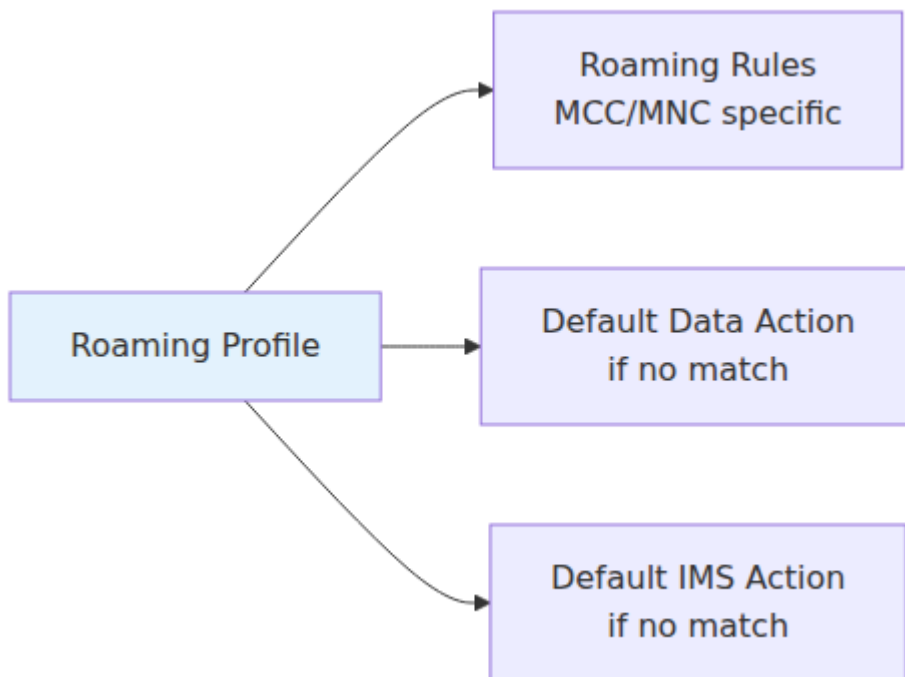 Roaming Rules
MCC/MNC specific
Roaming Profile
Default Data Action
if no match
Default IMS Action
if no match